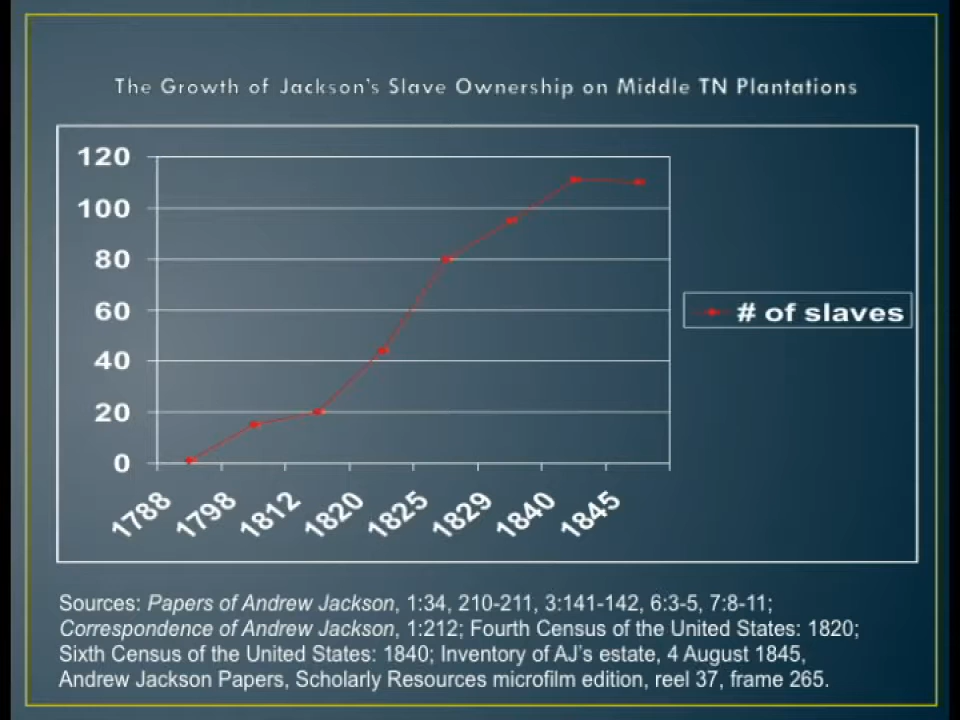 The Growth of Jackson's Slave Ownership on Middle TN Plantations
120
100
80
60
40
20
0
# of slaves
1788 1798 1812 1820 1825 1829 1840 1845
Sources: Papers of Andrew Jackson, 1:34, 210-211, 3:141-142, 6:3-5, 7:8-11;
Correspondence of Andrew Jackson, 1:212; Fourth Census of the United States: 1820;
Sixth Census of the United States: 1840; Inventory of AJ's estate, 4 August 1845,
Andrew Jackson Papers, Scholarly Resources microfilm edition, reel 37, frame 265.